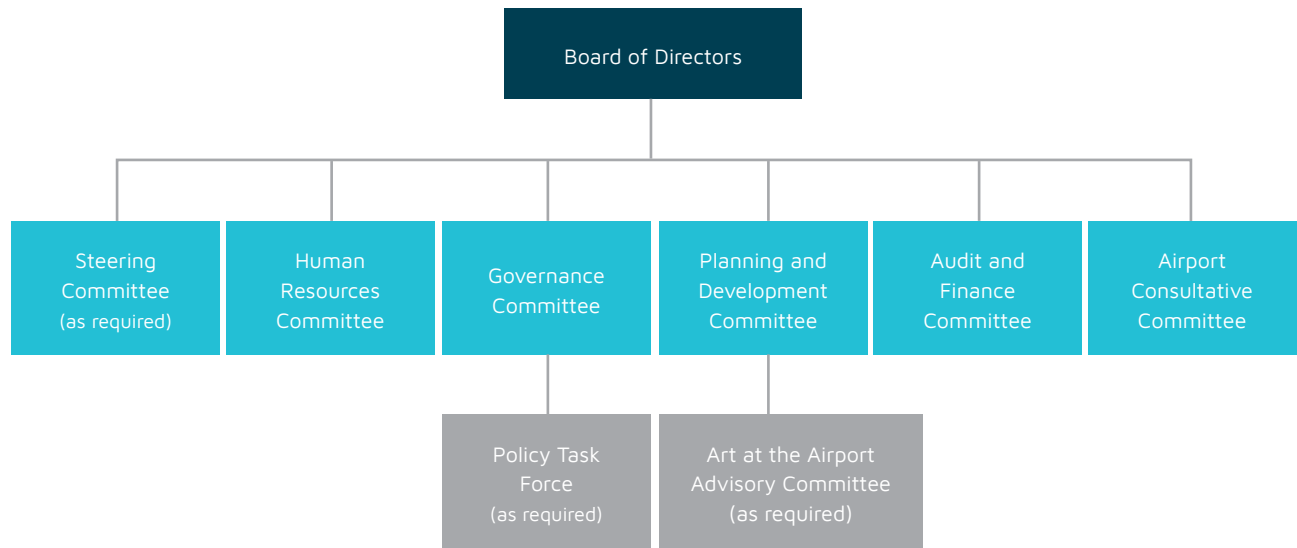 Board of Directors
Steering
Committee
(as required)
Human
Resources
Committee
Governance
Committee
Planning and
Development
Committee
Audit and
Finance
Committee
Airport
Consultative
Committee
Policy Task
Force
(as required)
Art at the Airport
Advisory Committee
(as required)